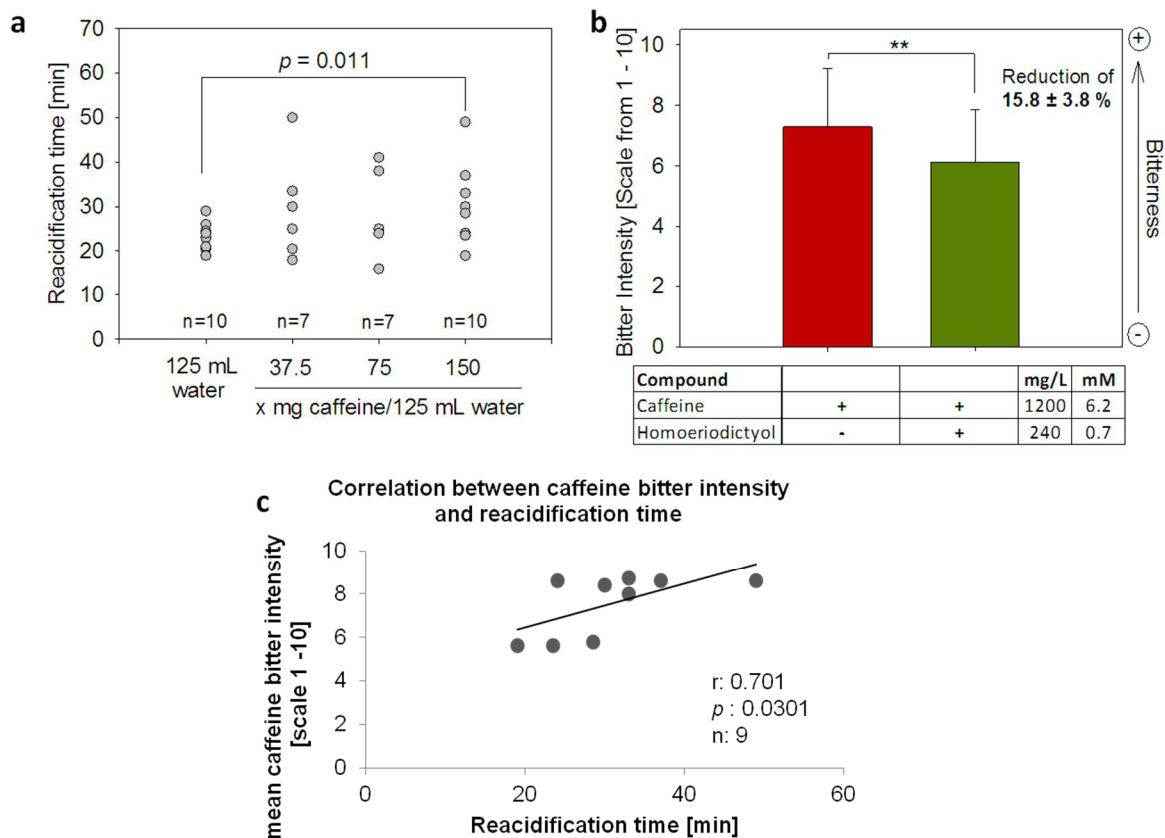 a
Reacidification time [min]
70
60
50
40
30
20
10
0
p = 0.011
n=10
n=7
n=7
n=10
125 mL
water
37.5
75
150
x mg caffeine/125 mL water
b
Bitter Intensity [Scale from 1 - 10]
10
8
6
4
2
0
**
Reduction of
15.8 ± 3.8 %
+
Bitterness
-
Compound mg/L mM
Caffeine + + 1200 6.2
Homoeriodictyol - + 240 0.7
c
Correlation between caffeine bitter intensity
and reacidification time
mean caffeine bitter intensity
[scale 1 -10]
10
8
6
4
2
0
r: 0.701
p : 0.0301
n: 9
0
20
40
60
Reacidification time [min]